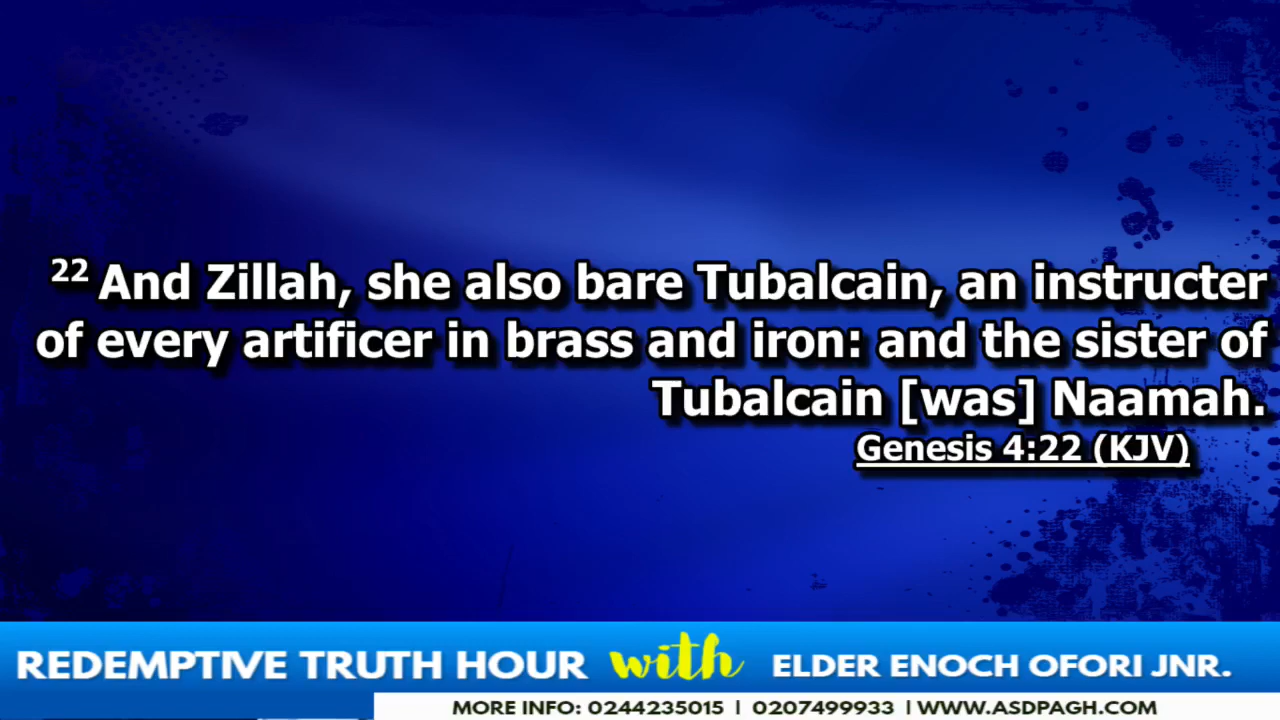 22 And Zillah, she also bare Tubalcain, an instructer
of every artificer in brass and iron: and the sister of
Tubalcain [was] Naamah.
Genesis 4:22 (KJV)
REDEMPTIVE TRUTH HOUR with ELDER ENOCH OFORI JNR.
MORE INFO: 0244235015 | 0207499933 | WWW.ASDPAGH.COM